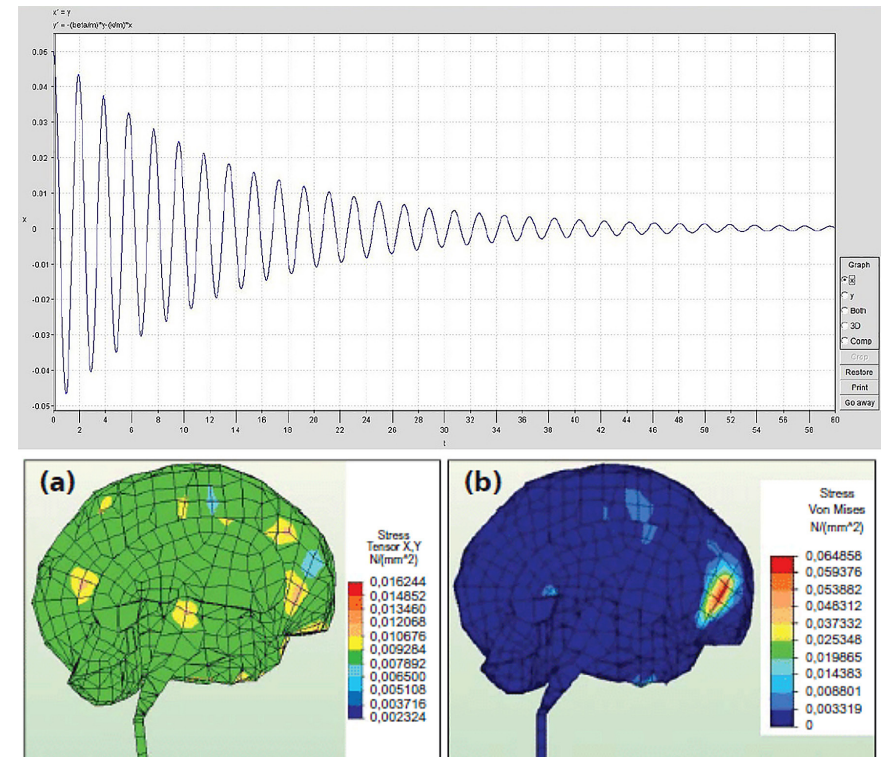 x' = y
y' = -(beta/m)*y-(k/m)*x
0.05
0.04
0.03
0.02
0.01
0
-0.01
-0.02
-0.03
-0.04
-0.05
x
0 2 4 6 8 10 12 14 16 18 20 22 24 26 28 30 32 34 36 38 40 42 44 46 48 50 52 54 56 58 60
t
Graph
x
y
Both
3D
Comp
Crop
Restore
Print
Go away
(a)
Stress
Tensor X,Y
N/(mm^2)
0,016244
0,014852
0,013460
0,012068
0,010676
0,009284
0,007892
0,006500
0,005108
0,003716
0,002324
(b)
Stress
Von Mises
N/(mm^2)
0,064858
0,059376
0,053882
0,048312
0,037332
0,025348
0,019865
0,014383
0,008801
0,003319
0